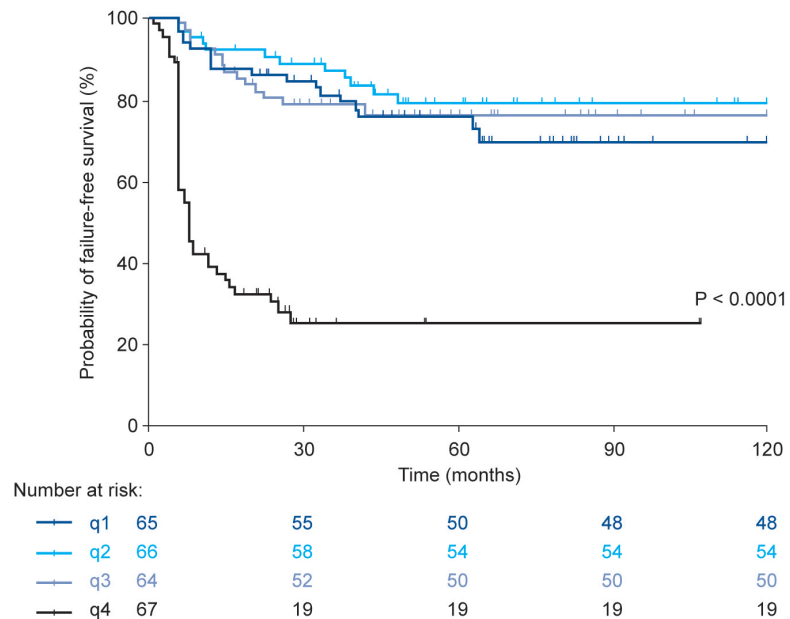 100
80
60
40
20
0
Probability of failure-free survival (%)
P < 0.0001
0 30 60 90 120
Time (months)
Number at risk:
q1 65 55 50 48 48
q2 66 58 54 54 54
q3 64 52 50 50 50
q4 67 19 19 19 19